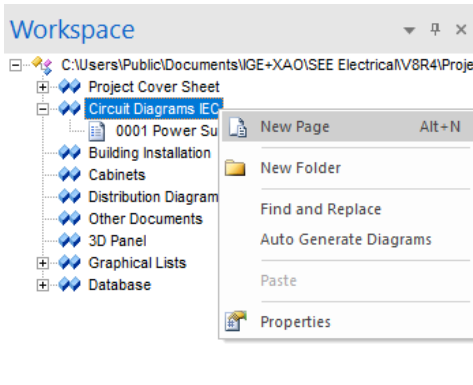 Workspace
C:\Users\Public\Documents\IGE+XAO\SEE Electrical\V8R4\Proje
Project Cover Sheet
Circuit Diagrams IEC
0001 Power Su
New Page Alt+N
Building Installation
New Folder
Cabinets
Distribution Diagram
Find and Replace
Other Documents
3D Panel
Auto Generate Diagrams
Graphical Lists
Database
Paste
Properties